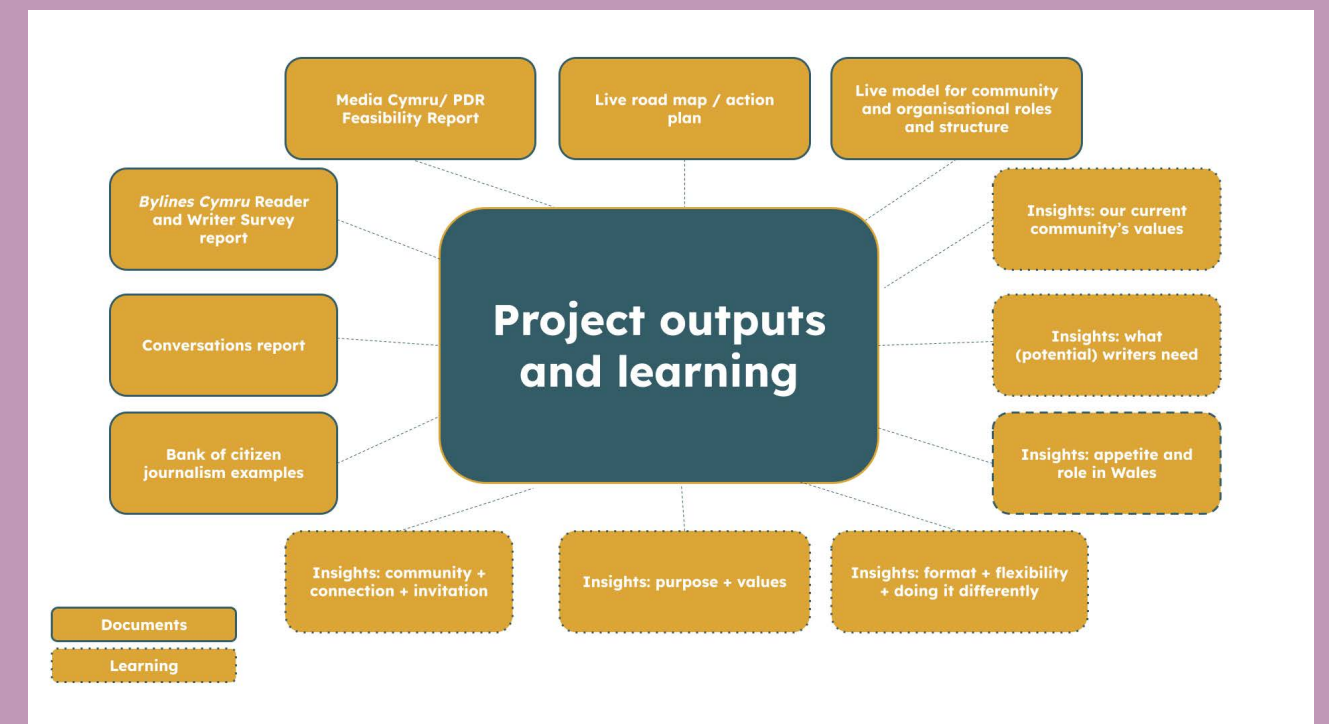 Media Cymru/ PDR
Feasibility Report
Live road map / action
plan
Live model for community
and organisational roles
and structure
Bylines Cymru Reader
and Writer Survey
report
Insights: our current
community’s values
Project outputs
and learning
Conversations report
Insights: what
(potential) writers need
Bank of citizen
journalism examples
Insights: appetite and
role in Wales
Insights: community +
connection + invitation
Insights: purpose + values
Insights: format + flexibility
+ doing it differently
Documents
Learning